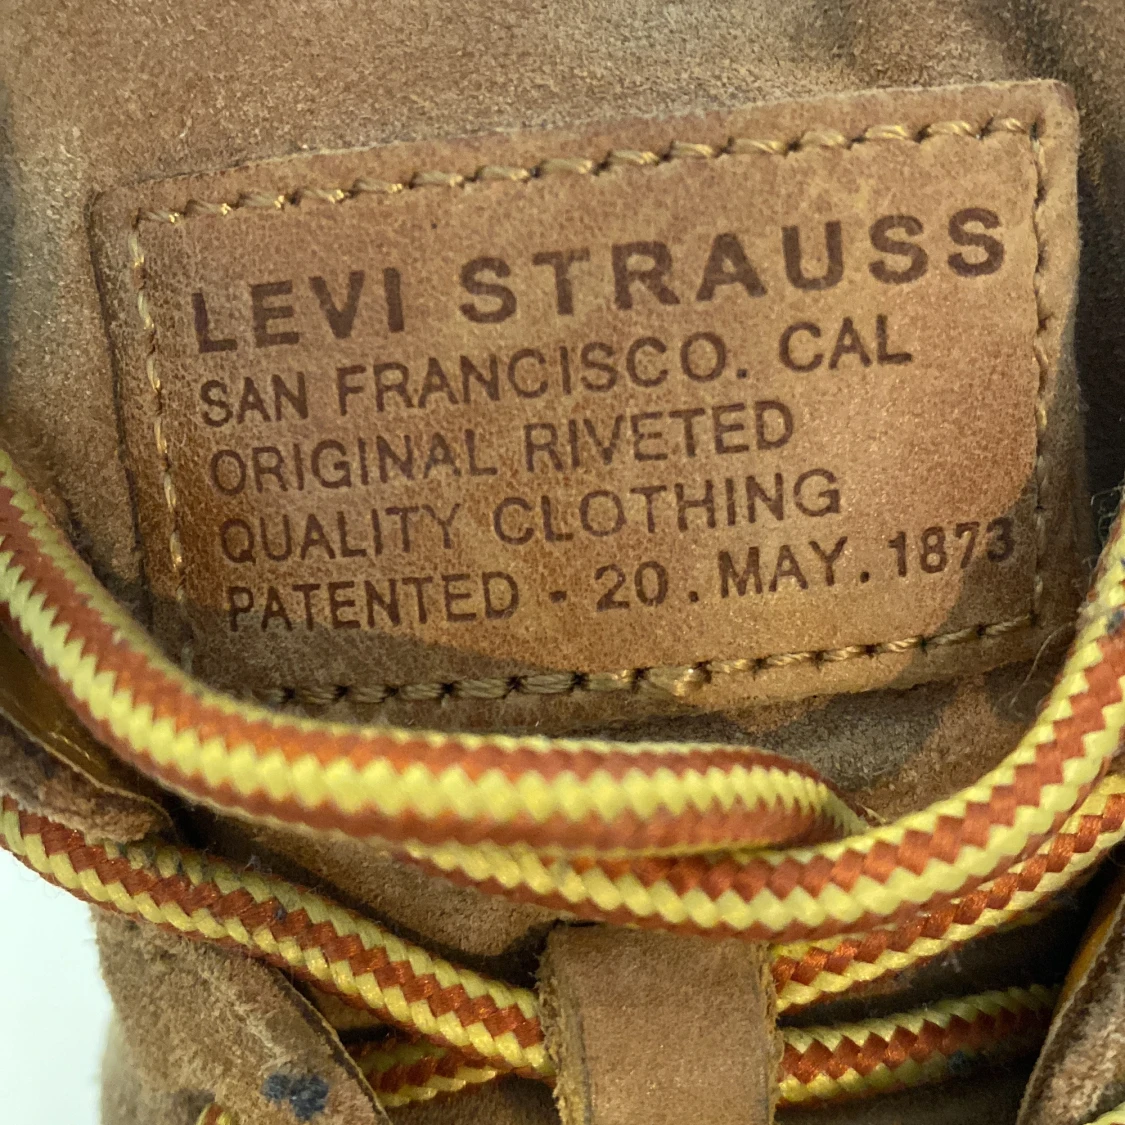 LEVI STRAUSS
SAN FRANCISCO. CAL
ORIGINAL RIVETED
QUALITY CLOTHING
PATENTED - 20. MAY. 1873